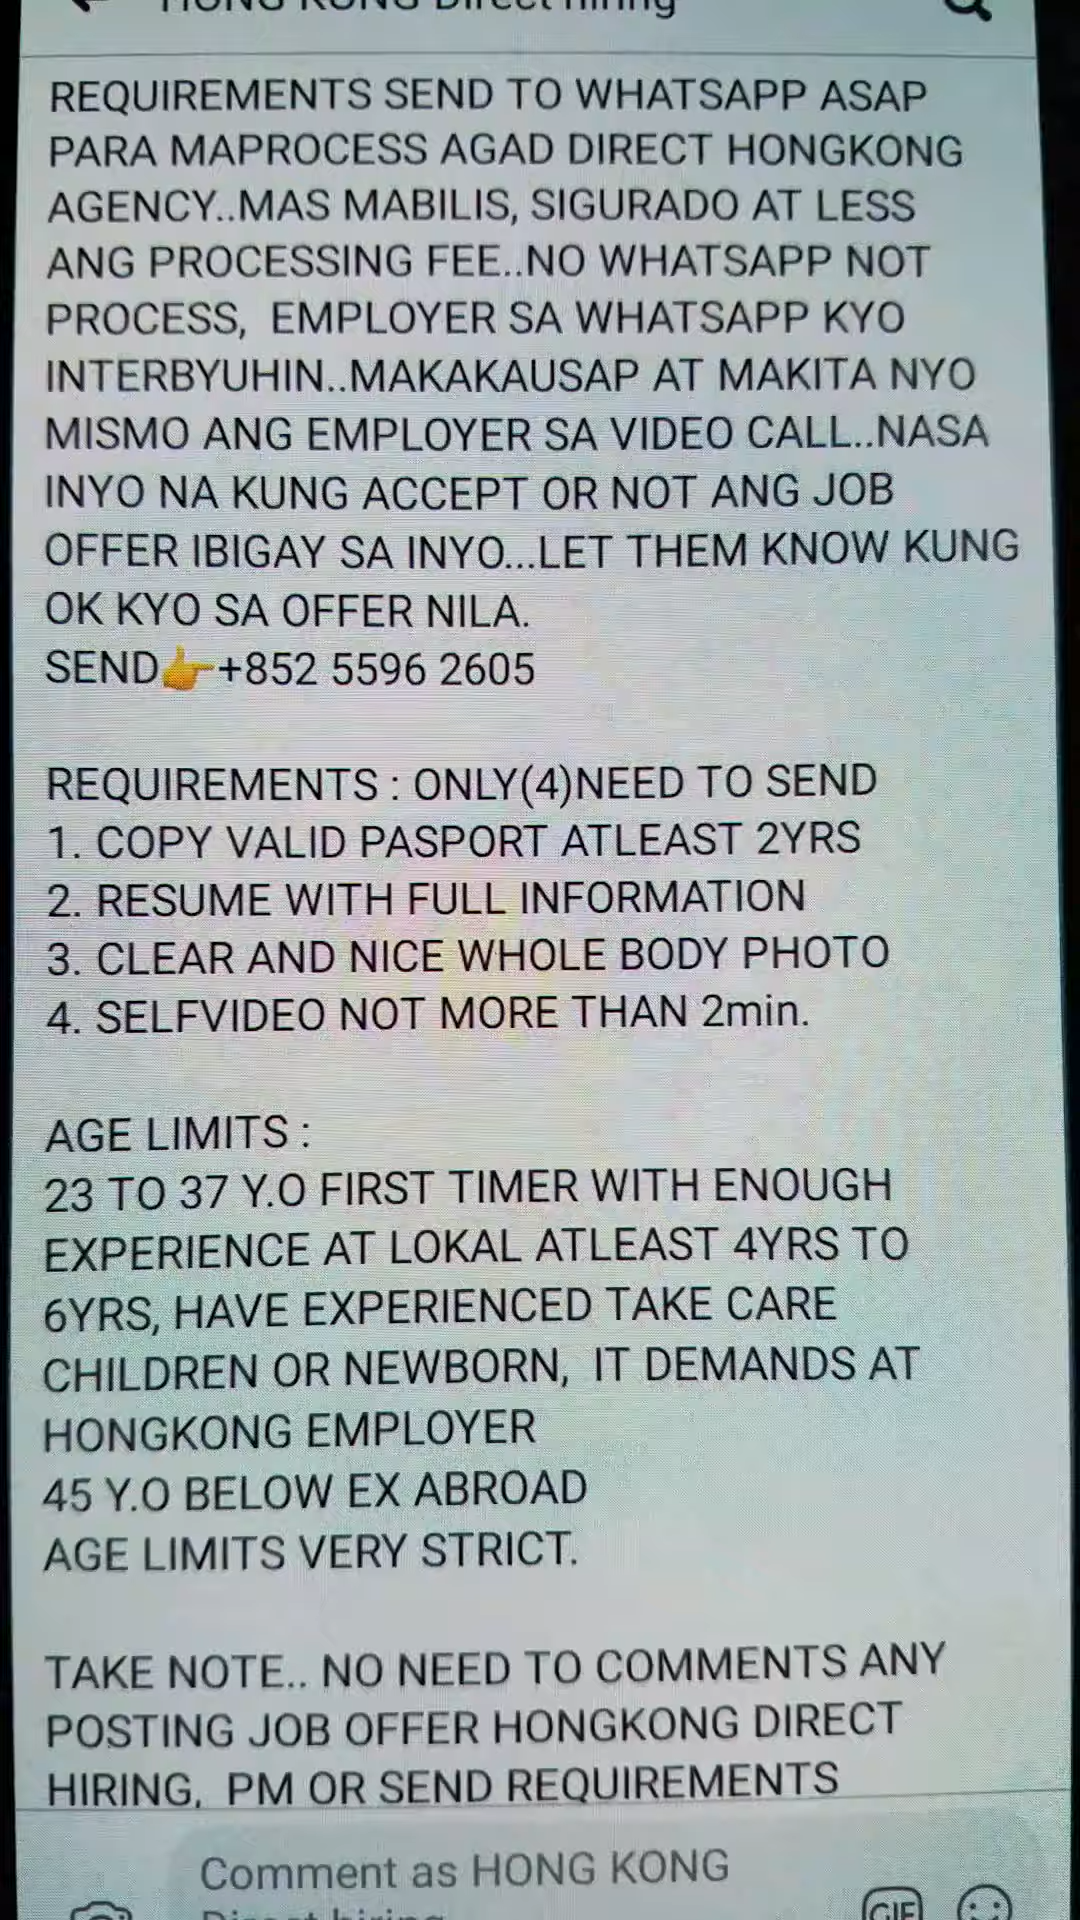 HONG KONG Direct hiring
REQUIREMENTS SEND TO WHATSAPP ASAP
PARA MAPROCESS AGAD DIRECT HONGKONG
AGENCY..MAS MABILIS, SIGURADO AT LESS
ANG PROCESSING FEE..NO WHATSAPP NOT
PROCESS,  EMPLOYER SA WHATSAPP KYO
INTERBYUHIN..MAKAKAUSAP AT MAKITA NYO
MISMO ANG EMPLOYER SA VIDEO CALL..NASA
INYO NA KUNG ACCEPT OR NOT ANG JOB
OFFER IBIGAY SA INYO...LET THEM KNOW KUNG
OK KYO SA OFFER NILA.
SEND👉+852 5596 2605
REQUIREMENTS : ONLY(4)NEED TO SEND
1. COPY VALID PASPORT ATLEAST 2YRS
2. RESUME WITH FULL INFORMATION
3. CLEAR AND NICE WHOLE BODY PHOTO
4. SELFVIDEO NOT MORE THAN 2min.
AGE LIMITS :
23 TO 37 Y.O FIRST TIMER WITH ENOUGH
EXPERIENCE AT LOKAL ATLEAST 4YRS TO
6YRS, HAVE EXPERIENCED TAKE CARE
CHILDREN OR NEWBORN,  IT DEMANDS AT
HONGKONG EMPLOYER
45 Y.O BELOW EX ABROAD
AGE LIMITS VERY STRICT.
TAKE NOTE.. NO NEED TO COMMENTS ANY
POSTING JOB OFFER HONGKONG DIRECT
HIRING,  PM OR SEND REQUIREMENTS
Comment as HONG KONG
Direct hiring
GIF